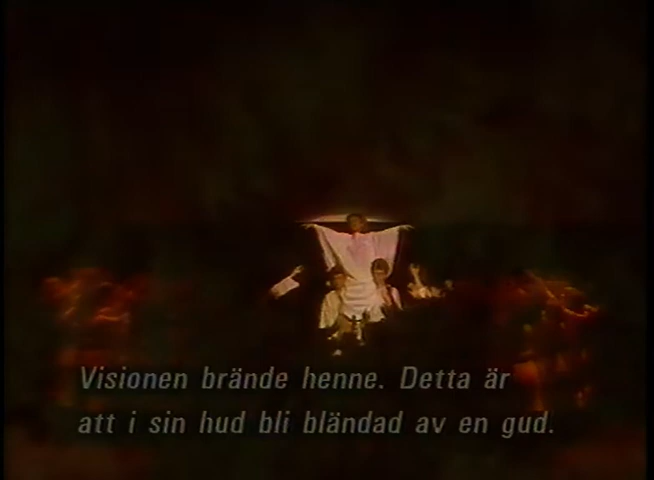 Visionen brände henne. Detta är
att i sin hud bli bländad av en gud.